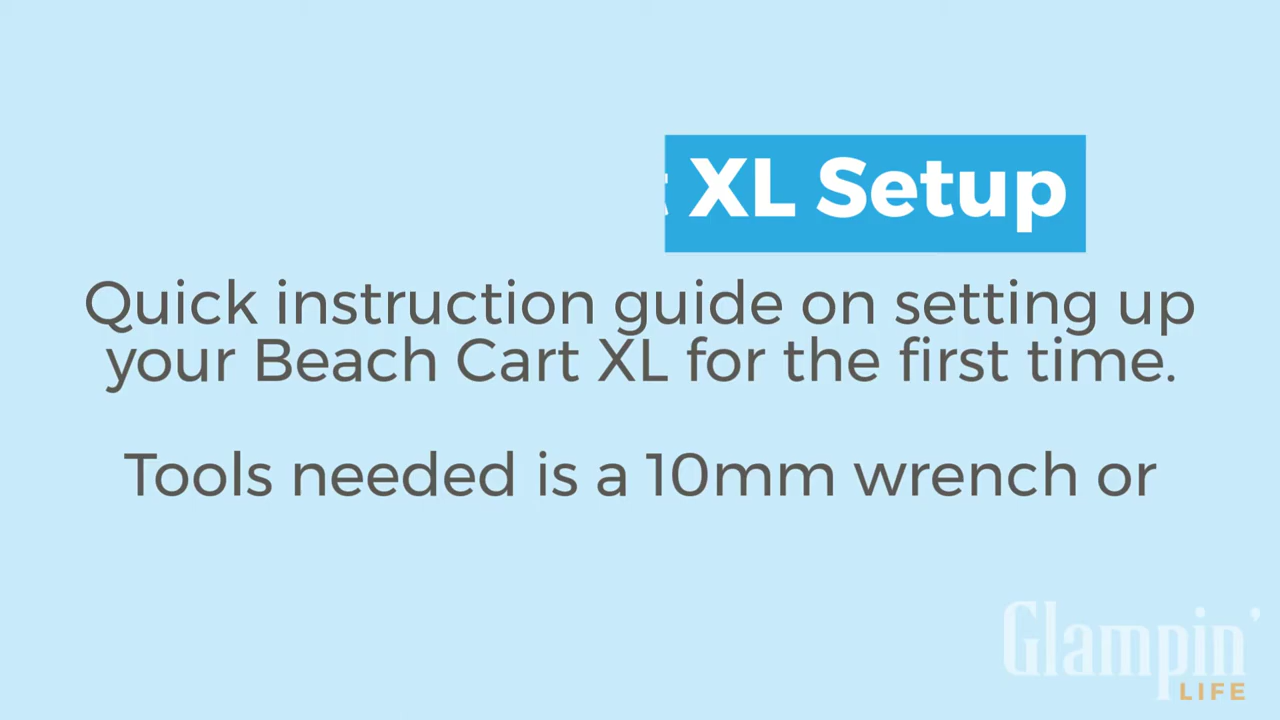 XL Setup
Quick instruction guide on setting up
your Beach Cart XL for the first time.
Tools needed is a 10mm wrench or
Glampin'
LIFE